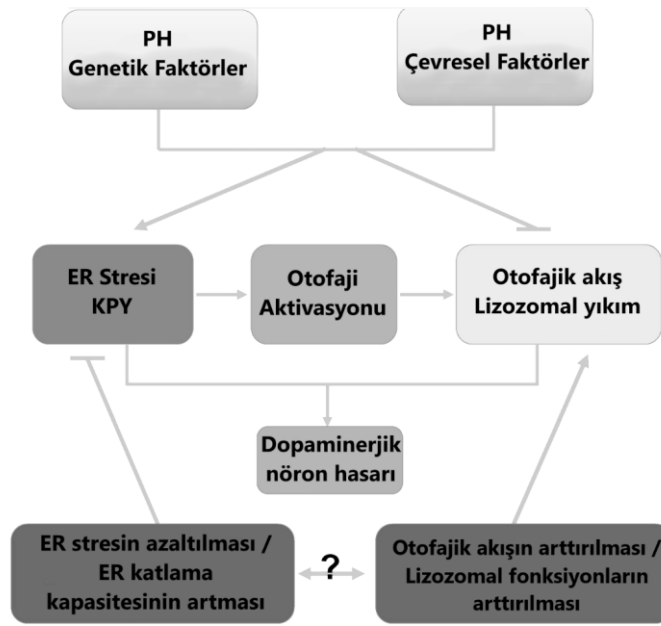 PH
Genetik Faktörler
PH
Çevresel Faktörler
ER Stresi
KPY
Otofaji
Aktivasyonu
Otofajik akış
Lizozomal yıkım
Dopaminerjik
nöron hasarı
ER stresin azaltılması /
ER katlama
kapasitesinin artması
?
Otofajik akışın arttırılması /
Lizozomal fonksiyonların
arttırılması